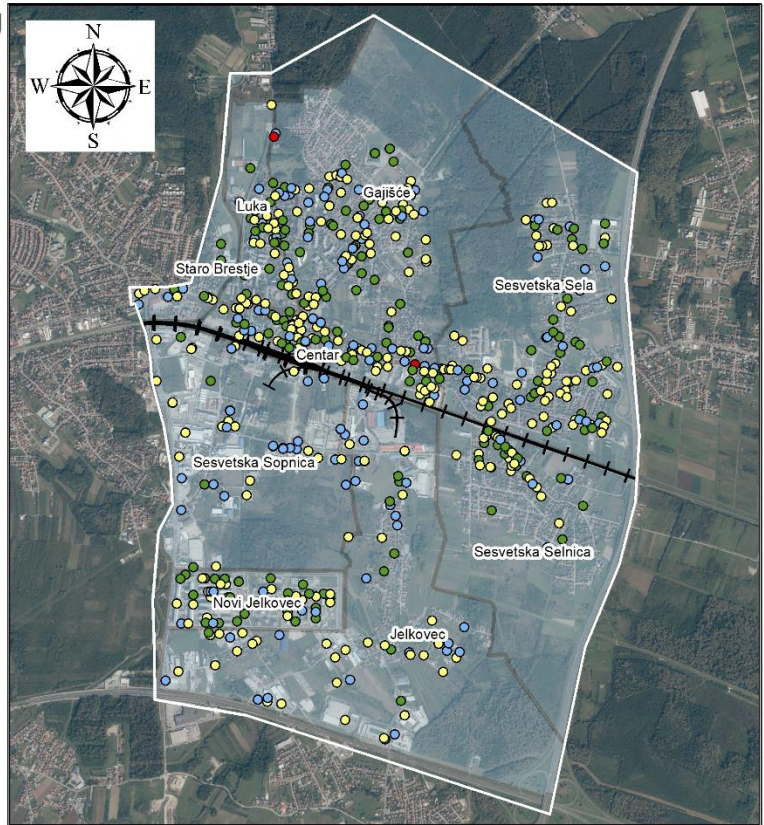 N
W E
S
Gajišće
Luka
Staro Brestje
Sesvetska Sela
Centar
Sesvetska Sopnica
Sesvetska Selnica
Novi Jelkovec
Jelkovec